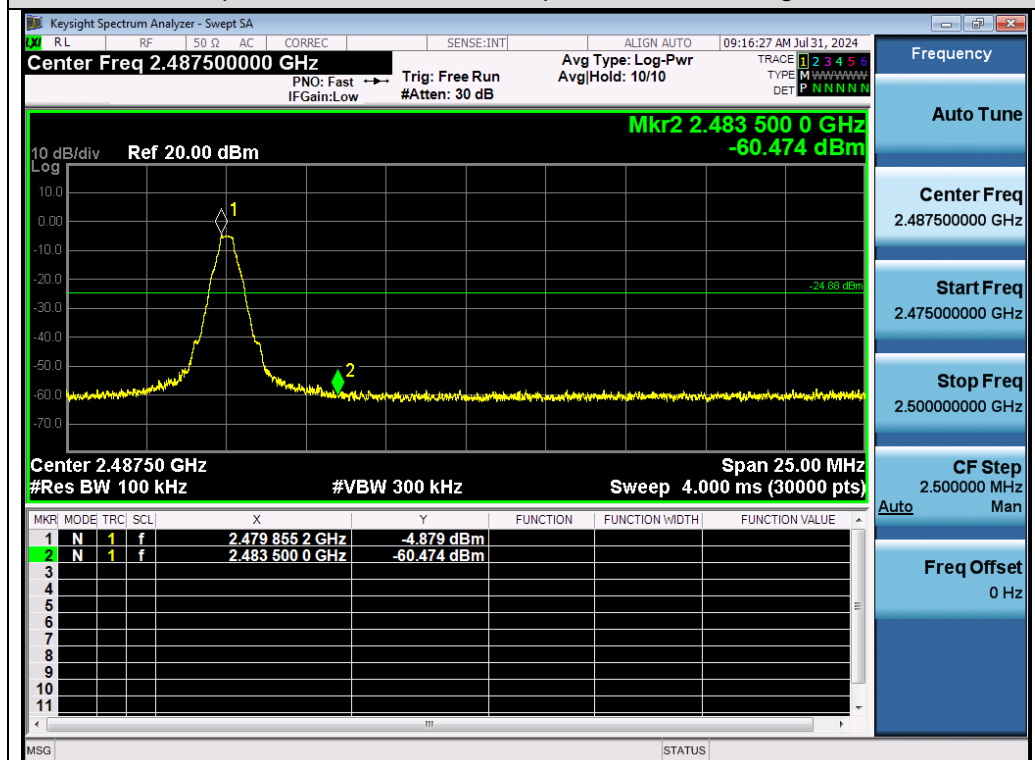 Keysight Spectrum Analyzer - Swept SA
LXI RL RF 50 Ω AC CORREC SENSE:INT ALIGN AUTO 09:16:27 AM Jul 31, 2024
Center Freq 2.487500000 GHz
PNO: Fast
IFGain:Low
Trig: Free Run
#Atten: 30 dB
Avg Type: Log-Pwr
Avg|Hold: 10/10
TRACE 1 2 3 4 5 6
TYPE M WWWWW
DET P N N N N N
Mkr2 2.483 500 0 GHz
-60.474 dBm
10 dB/div Ref 20.00 dBm
Log
10.0
0.00
-10.0
-20.0
-30.0
-40.0
-50.0
-60.0
-70.0
1
-24.88 dBm
2
Center 2.48750 GHz Span 25.00 MHz
#Res BW 100 kHz #VBW 300 kHz Sweep 4.000 ms (30000 pts)
MKR MODE TRC SCL X Y FUNCTION FUNCTION WIDTH FUNCTION VALUE
1 N 1 f 2.479 855 2 GHz -4.879 dBm
2 N 1 f 2.483 500 0 GHz -60.474 dBm
3
4
5
6
7
8
9
10
11
MSG STATUS
Frequency
Auto Tune
Center Freq
2.487500000 GHz
Start Freq
2.475000000 GHz
Stop Freq
2.500000000 GHz
CF Step
2.500000 MHz
Auto Man
Freq Offset
0 Hz